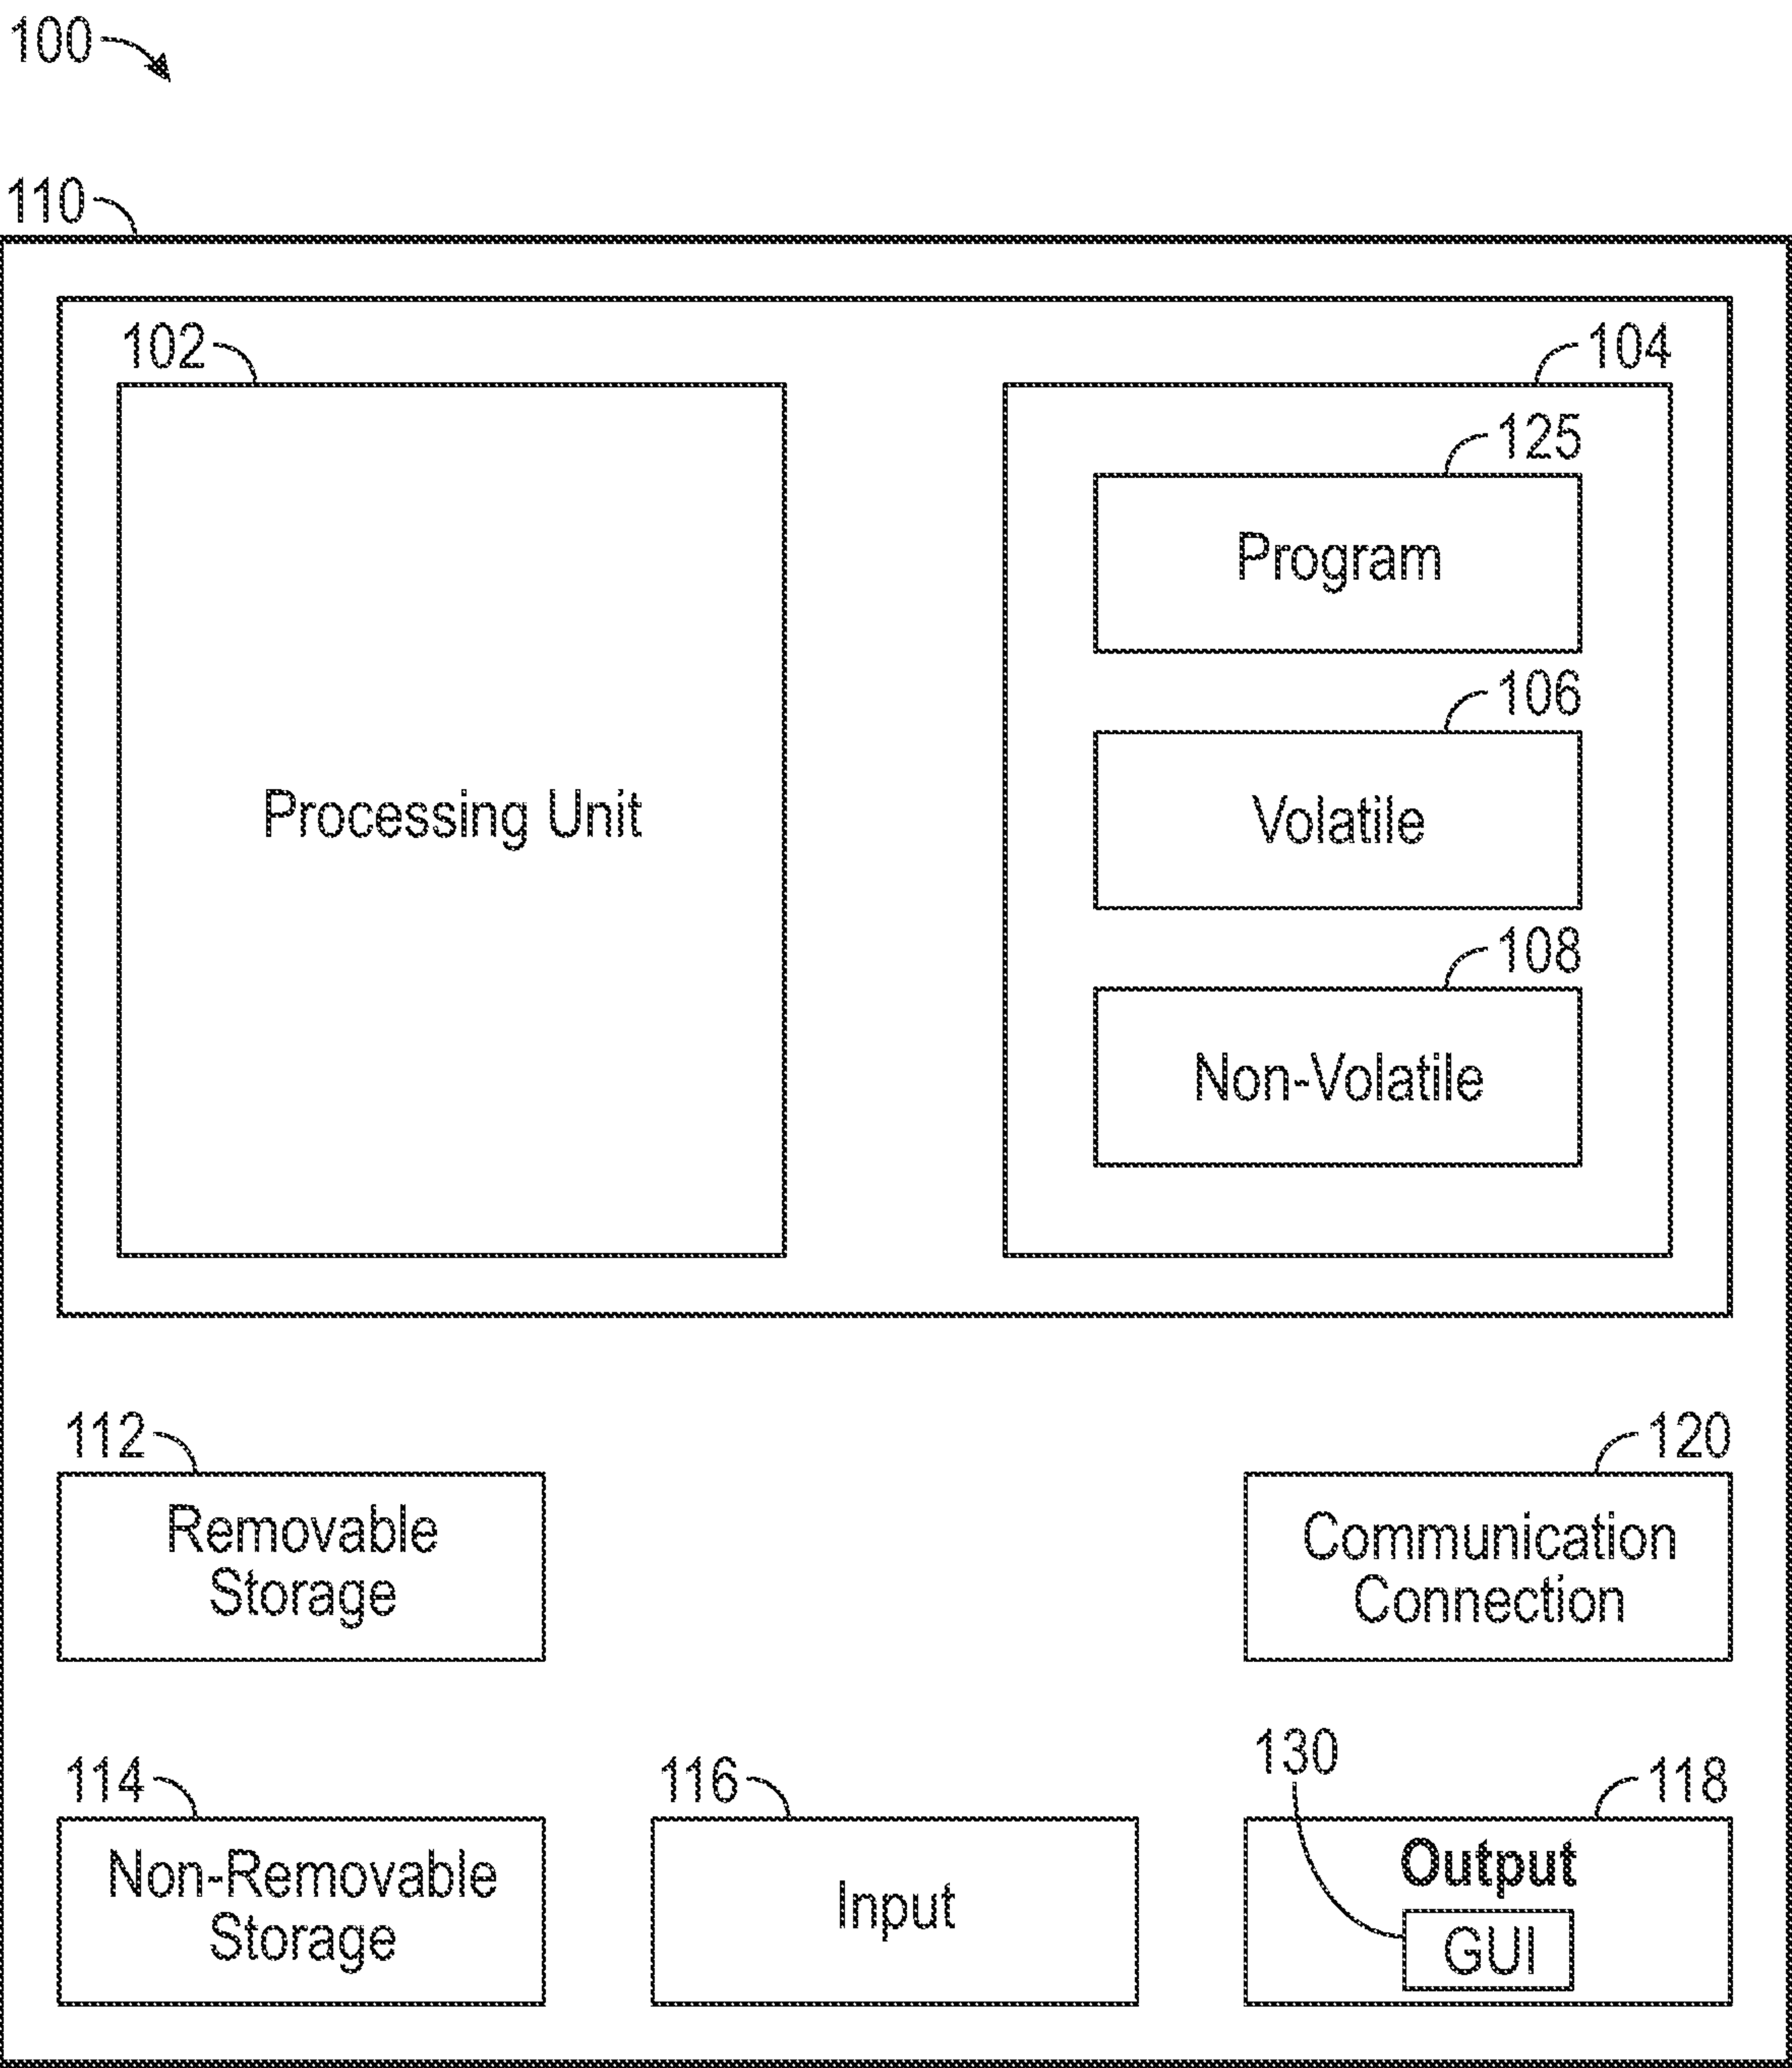 100
110
102
104
125
Program
106
Volatile
Processing Unit
108
Non-Volatile
112
Removable
Storage
120
Communication
Connection
114
Non-Removable
Storage
116
Input
130
118
Output
GUI